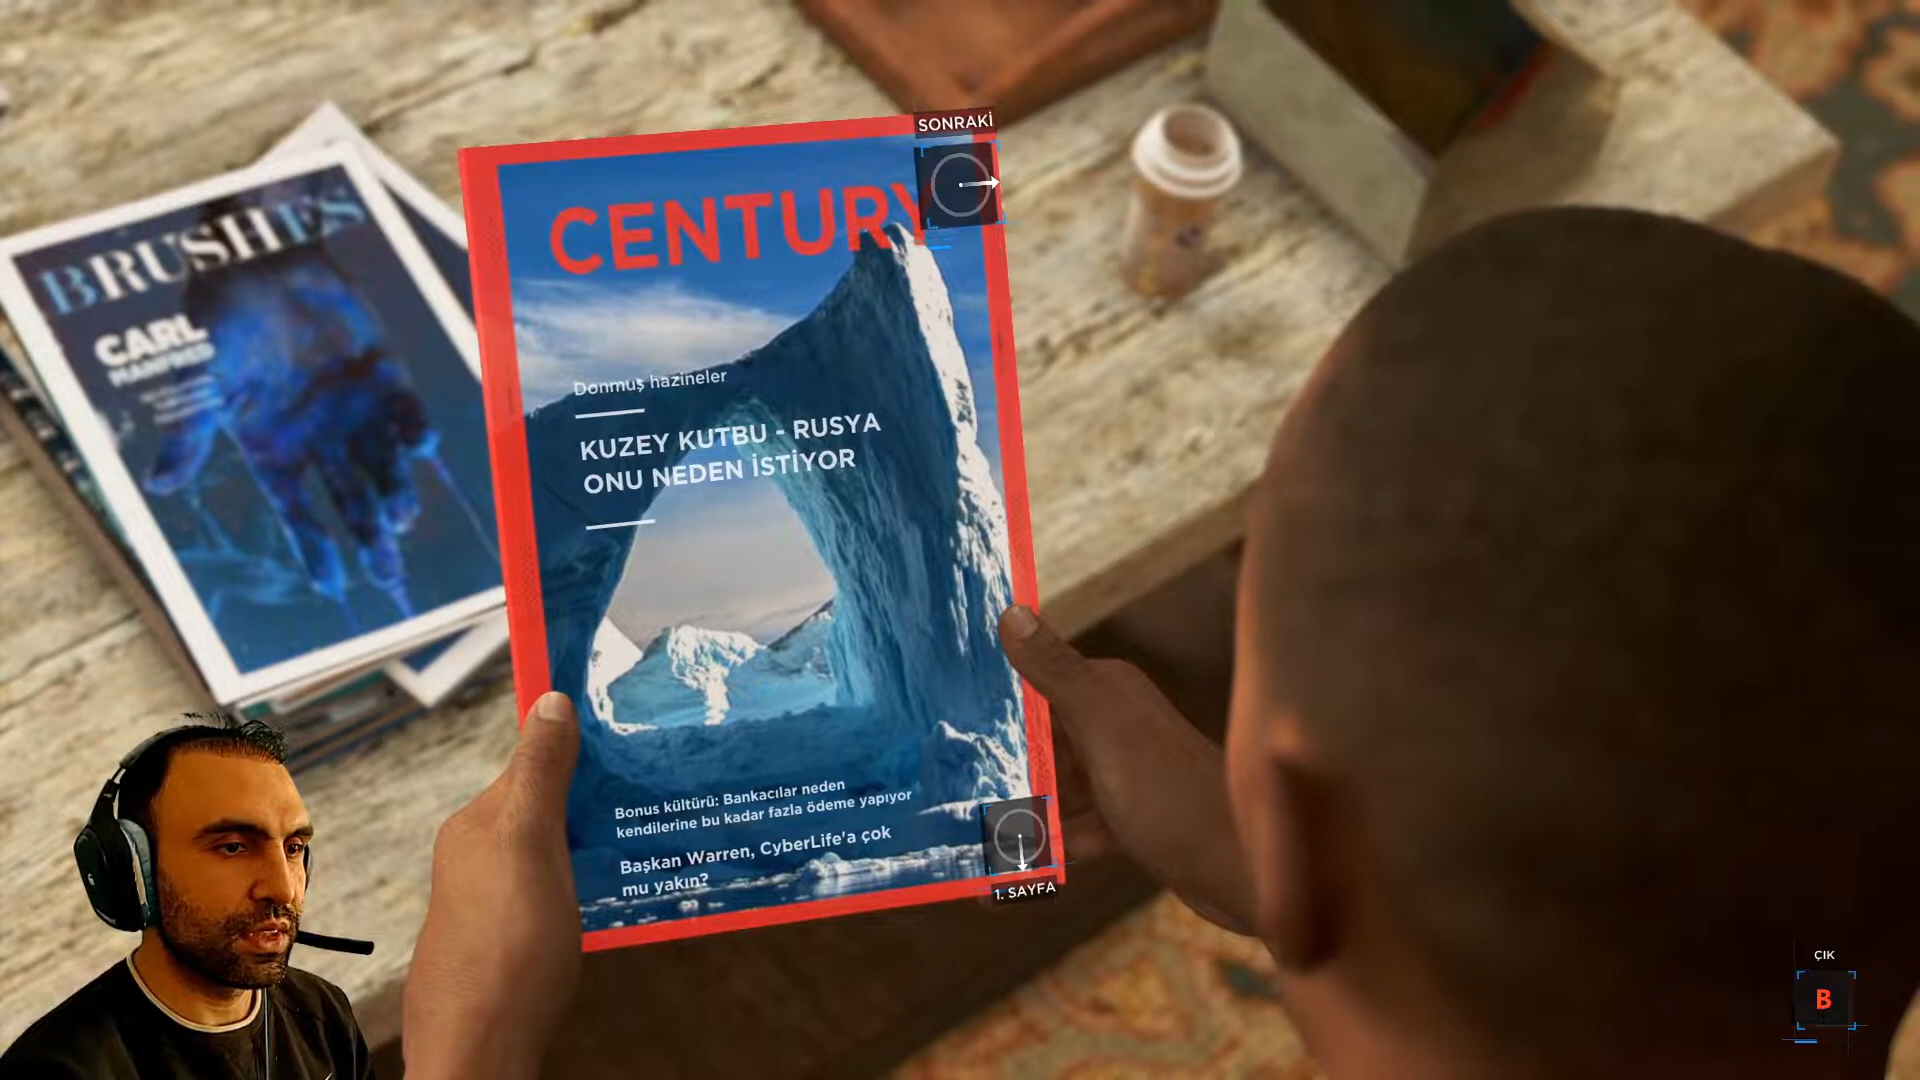 SONRAKİ
CENTURY
BRUSHES
CARL
MANFRED
Donmuş hazineler
KUZEY KUTBU - RUSYA
ONU NEDEN İSTİYOR
Bonus kültürü: Bankacılar neden
kendilerine bu kadar fazla ödeme yapıyor
Başkan Warren, CyberLife'a çok
mu yakın?
1. SAYFA
ÇIK
B